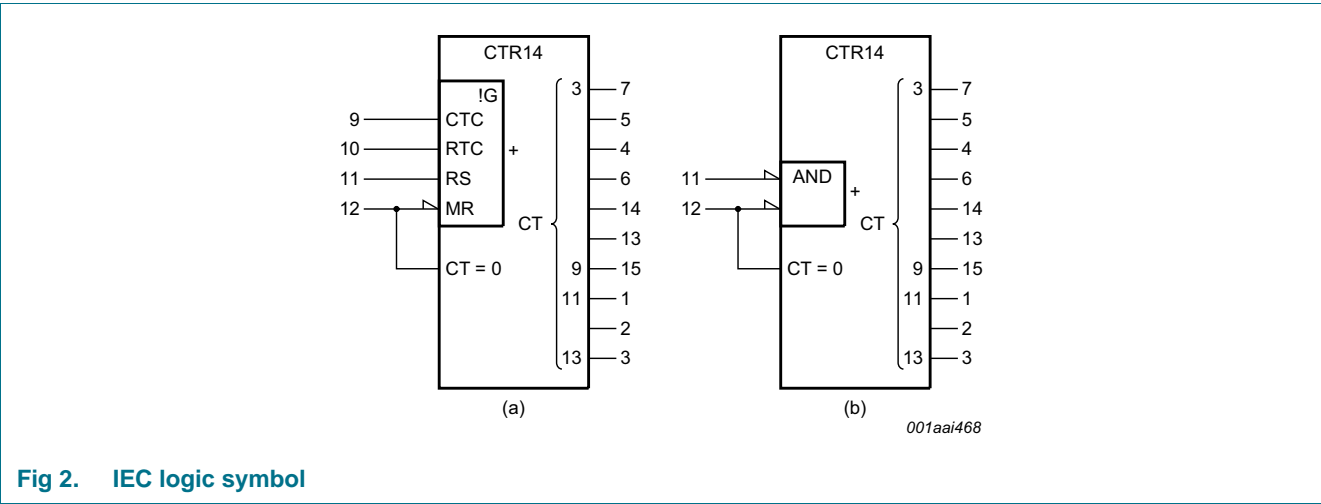 CTR14 CTR14
3 7 3 7
!G
9 CTC 5 5
10 RTC + 4 4
11 RS 6 11 AND 6
+
12 MR 14 12 14
CT 13 CT 13
CT = 0 9 15 CT = 0 9 15
11 1 11 1
2 2
13 3 13 3
(a) (b)
001aai468
Fig 2. IEC logic symbol